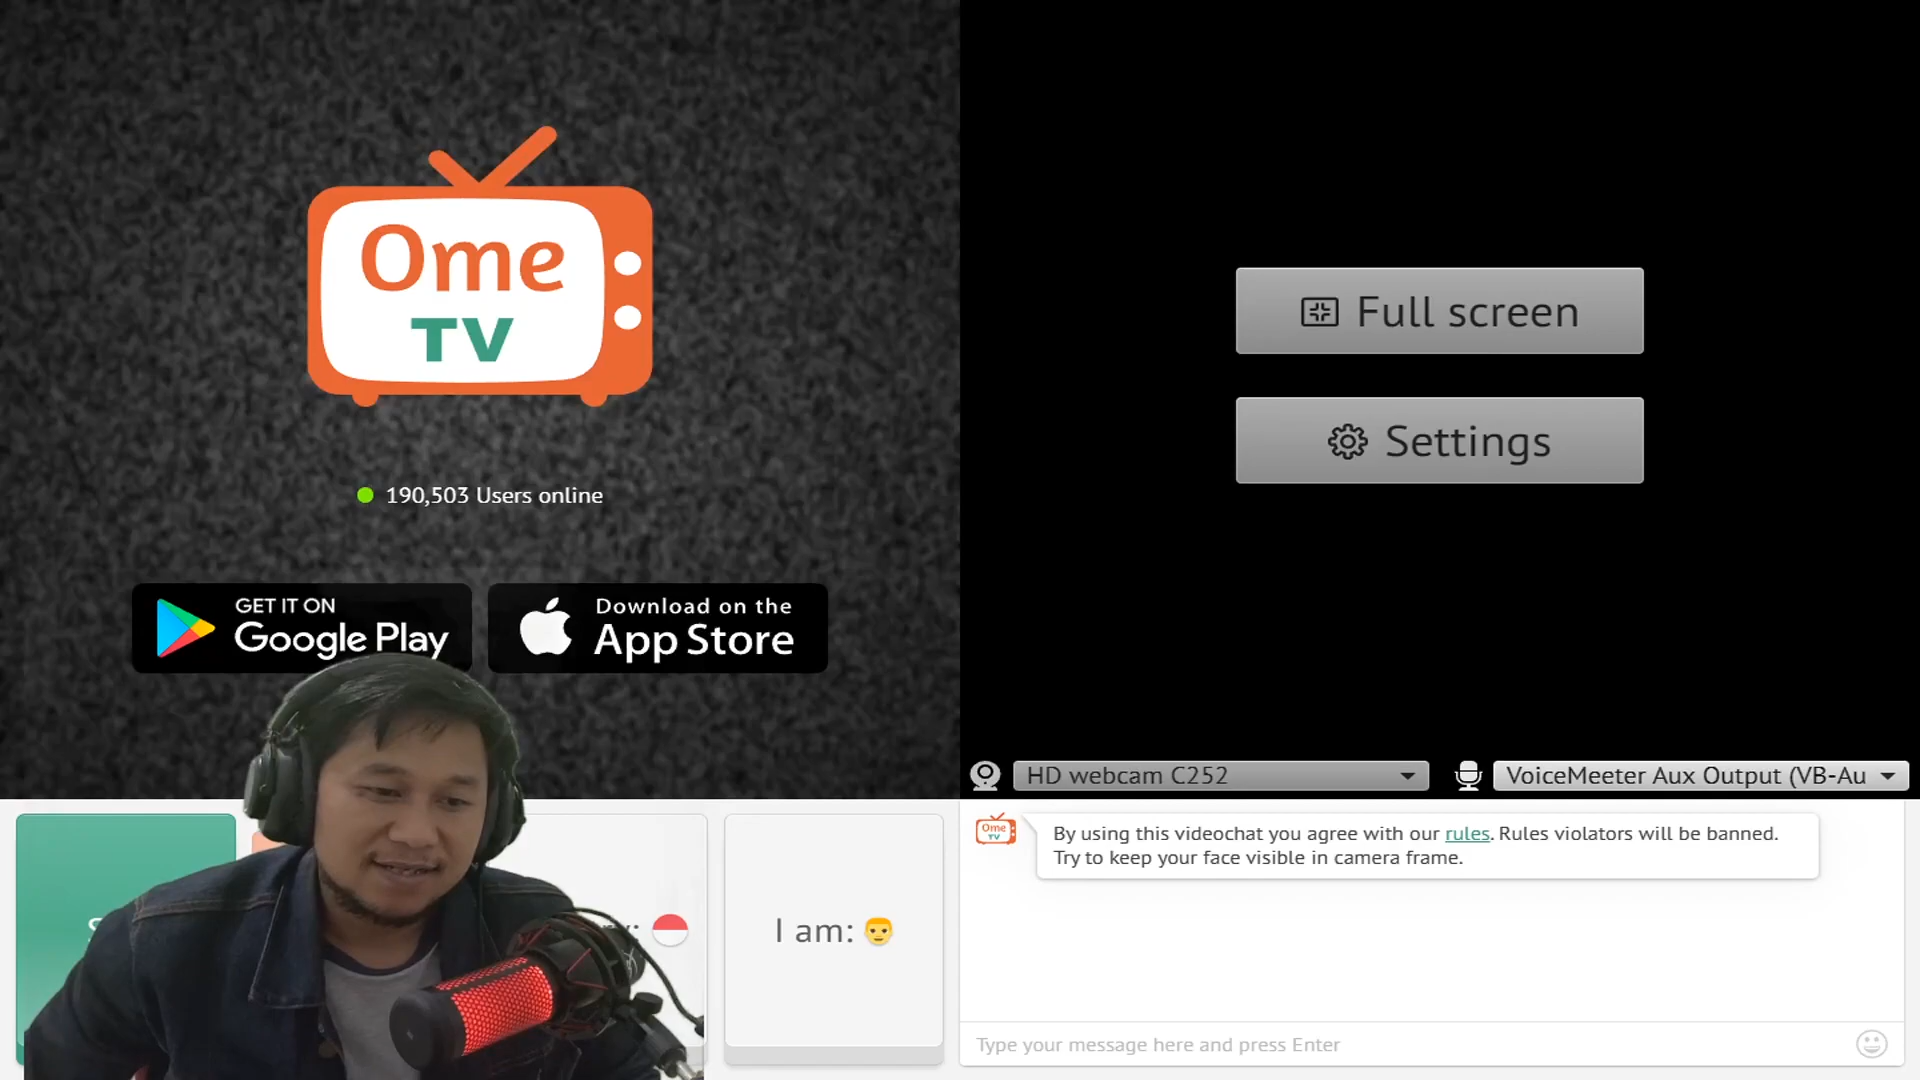 Ome
TV
190,503 Users online
GET IT ON
Google Play
Download on the
App Store
Full screen
Settings
HD webcam C252
VoiceMeeter Aux Output (VB-Au
I am:
Ome
TV
By using this videochat you agree with our rules. Rules violators will be banned.
Try to keep your face visible in camera frame.
Type your message here and press Enter